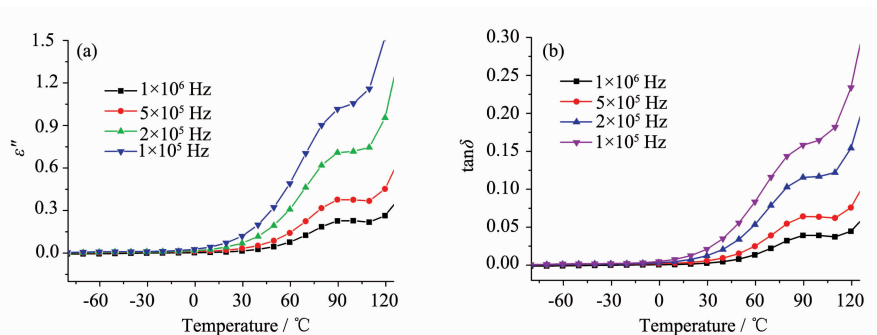 (a)
1×10⁶ Hz
5×10⁵ Hz
2×10⁵ Hz
1×10⁵ Hz
ε″
1.5
1.2
0.9
0.6
0.3
0.0
-60 -30 0 30 60 90 120
Temperature / ℃
(b)
1×10⁶ Hz
5×10⁵ Hz
2×10⁵ Hz
1×10⁵ Hz
tanδ
0.30
0.25
0.20
0.15
0.10
0.05
0.00
-60 -30 0 30 60 90 120
Temperature / ℃